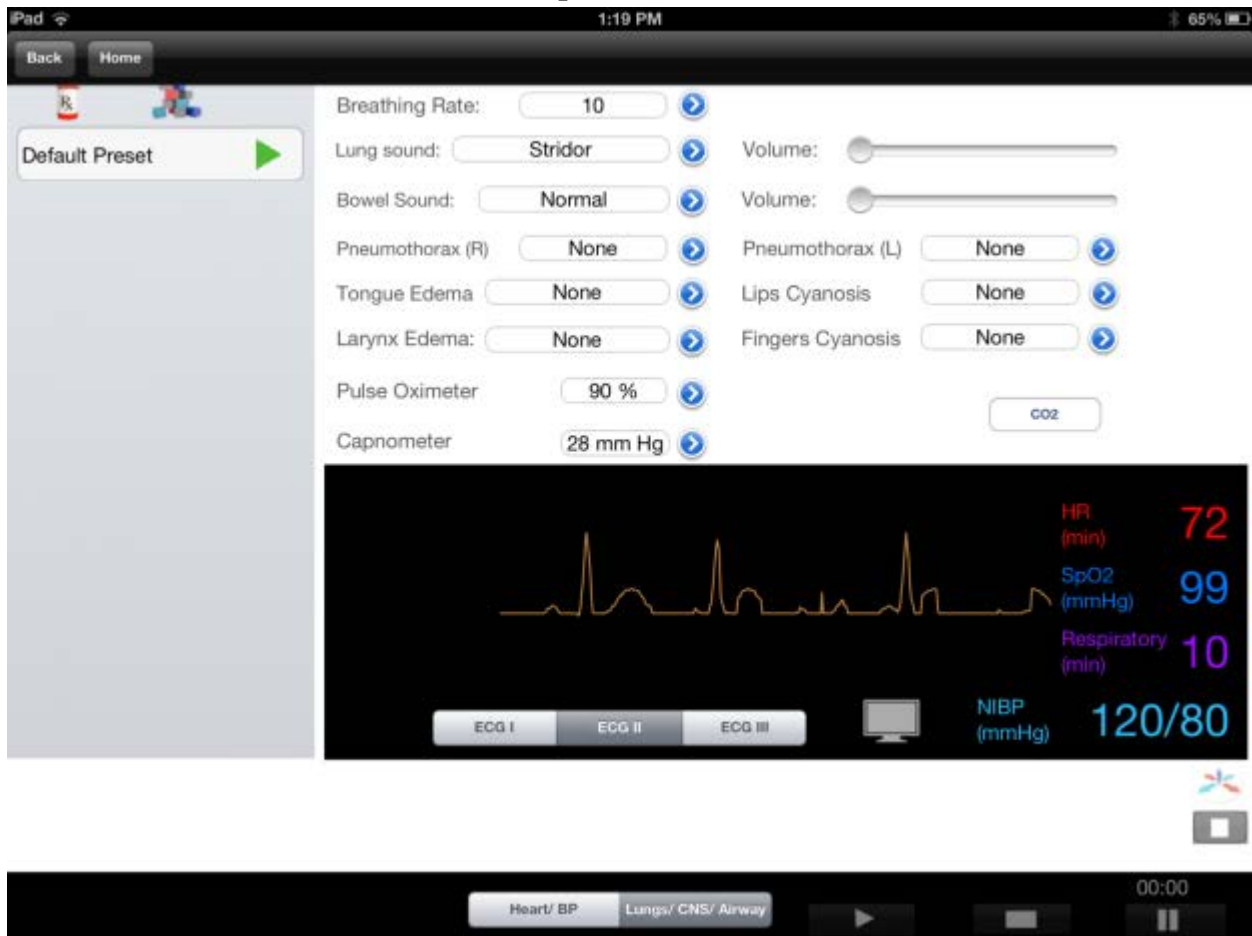 iPad 1:19 PM 65%
Back Home
Rx
Default Preset
Breathing Rate: 10
Lung sound: Stridor Volume:
Bowel Sound: Normal Volume:
Pneumothorax (R) None Pneumothorax (L) None
Tongue Edema None Lips Cyanosis None
Larynx Edema: None Fingers Cyanosis None
Pulse Oximeter 90 %
CO2
Capnometer 28 mm Hg
HR (min) 72
SpO2 (mmHg) 99
Respiratory (min) 10
NIBP (mmHg) 120/80
ECG I ECG II ECG III
00:00
Heart/ BP Lungs/ CNS/ Airway